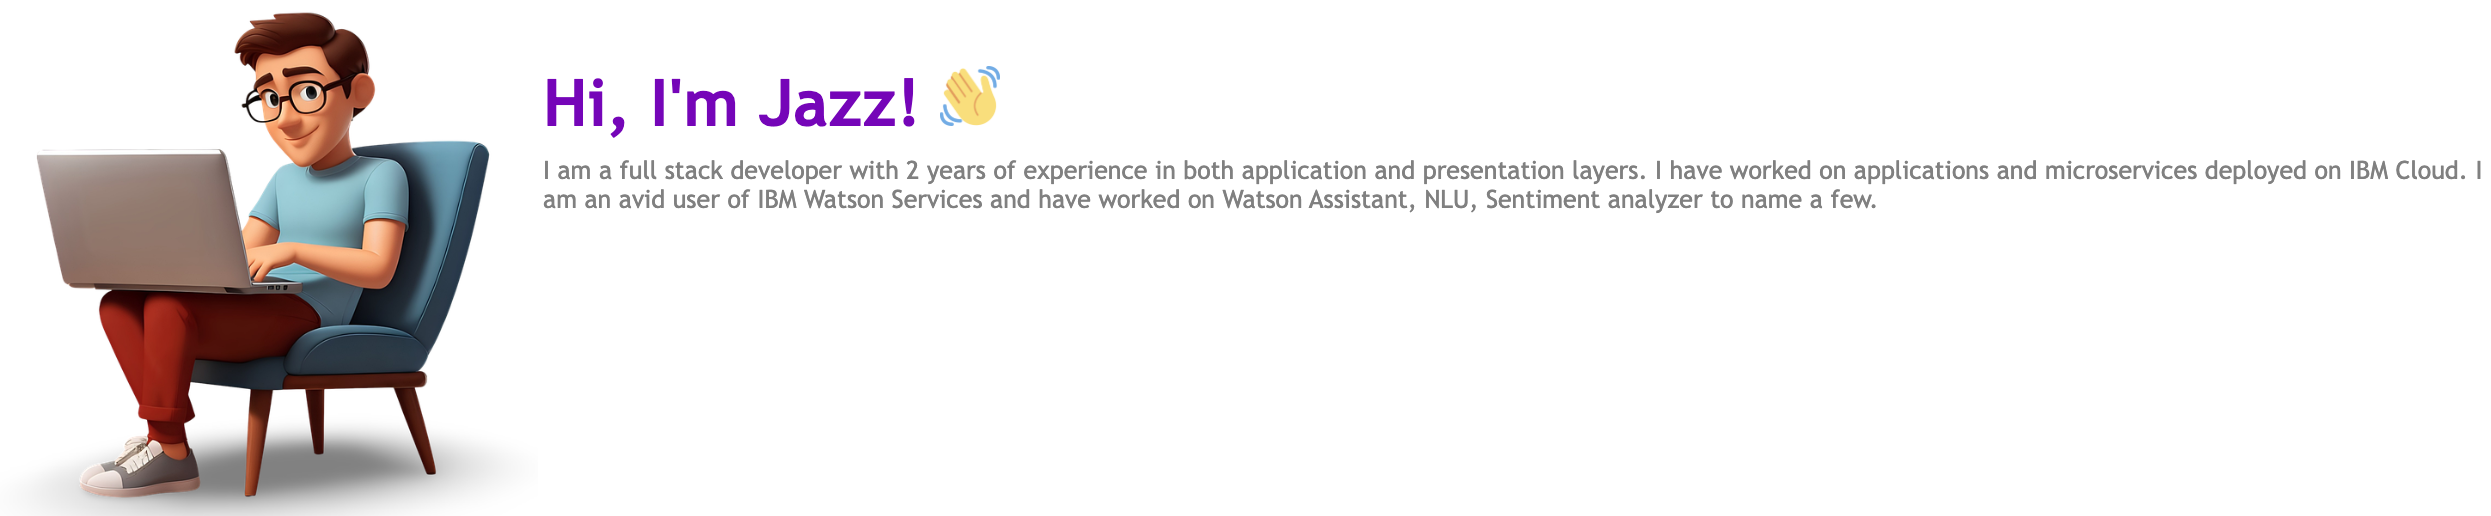 Hi, I'm Jazz! 👋
I am a full stack developer with 2 years of experience in both application and presentation layers. I have worked on applications and microservices deployed on IBM Cloud. I
am an avid user of IBM Watson Services and have worked on Watson Assistant, NLU, Sentiment analyzer to name a few.